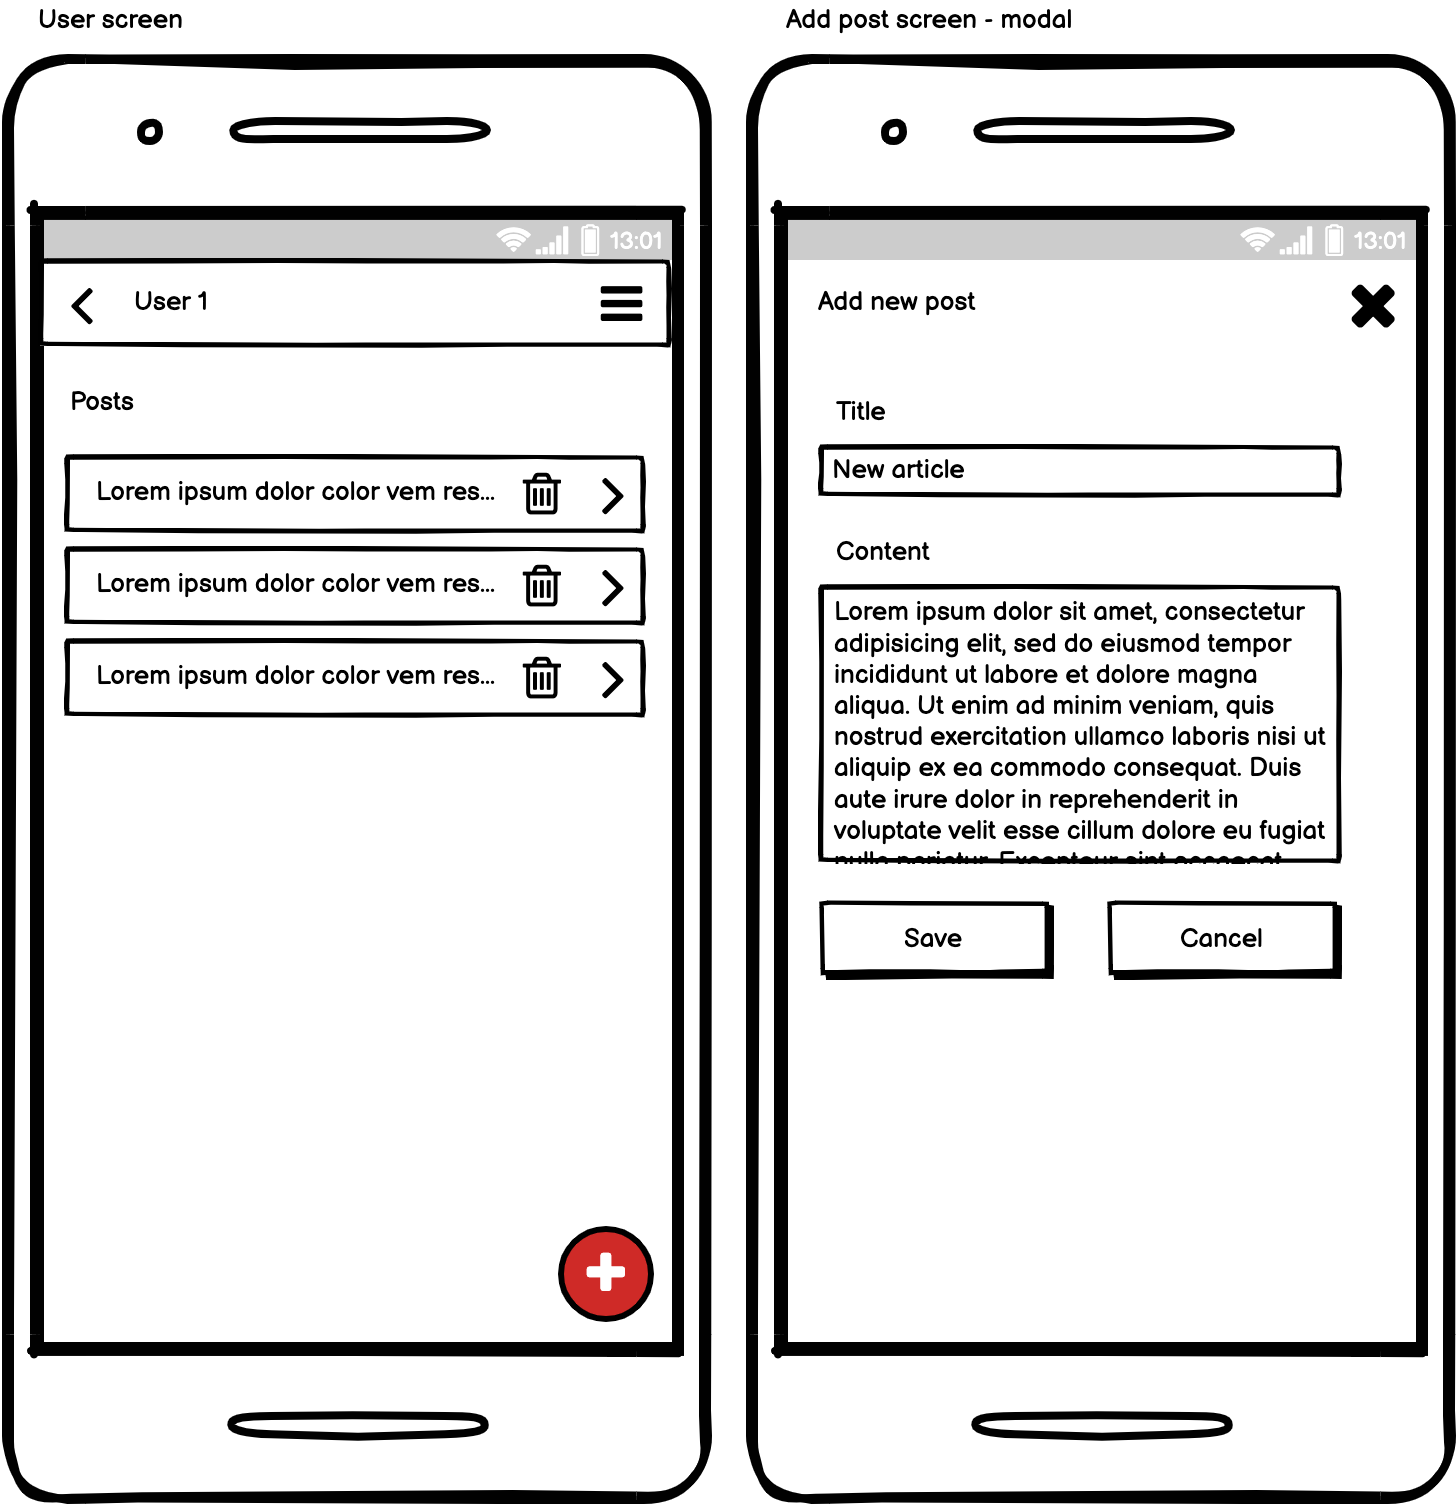 User screen
13:01
User 1
Posts
Lorem ipsum dolor color vem res...
Lorem ipsum dolor color vem res...
Lorem ipsum dolor color vem res...
Add post screen - modal
13:01
Add new post
Title
New article
Content
Lorem ipsum dolor sit amet, consectetur
adipisicing elit, sed do eiusmod tempor
incididunt ut labore et dolore magna
aliqua. Ut enim ad minim veniam, quis
nostrud exercitation ullamco laboris nisi ut
aliquip ex ea commodo consequat. Duis
aute irure dolor in reprehenderit in
voluptate velit esse cillum dolore eu fugiat
Save
Cancel